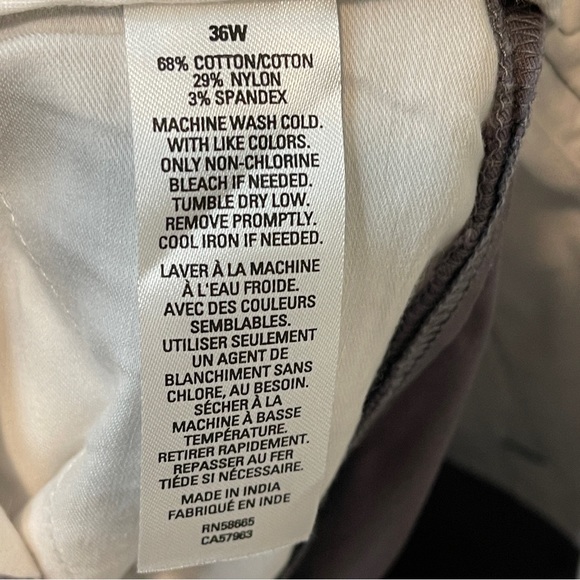 36W
68% COTTON/COTON
29% NYLON
3% SPANDEX
MACHINE WASH COLD.
WITH LIKE COLORS.
ONLY NON-CHLORINE
BLEACH IF NEEDED.
TUMBLE DRY LOW.
REMOVE PROMPTLY.
COOL IRON IF NEEDED.
LAVER À LA MACHINE
À L'EAU FROIDE.
AVEC DES COULEURS
SEMBLABLES.
UTILISER SEULEMENT
UN AGENT DE
BLANCHIMENT SANS
CHLORE, AU BESOIN.
SÉCHER À LA
MACHINE À BASSE
TEMPÉRATURE.
RETIRER RAPIDEMENT.
REPASSER AU FER
TIÉDE SI NÉCESSAIRE.
MADE IN INDIA
FABRIQUÉ EN INDE
RN58665
CA57963